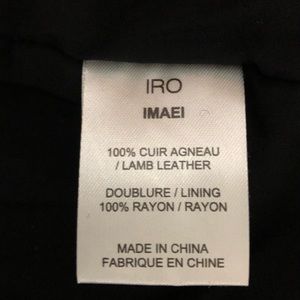 IRO
IMAEI
100% CUIR AGNEAU
/ LAMB LEATHER
DOUBLURE / LINING
100% RAYON / RAYON
MADE IN CHINA
FABRIQUE EN CHINE